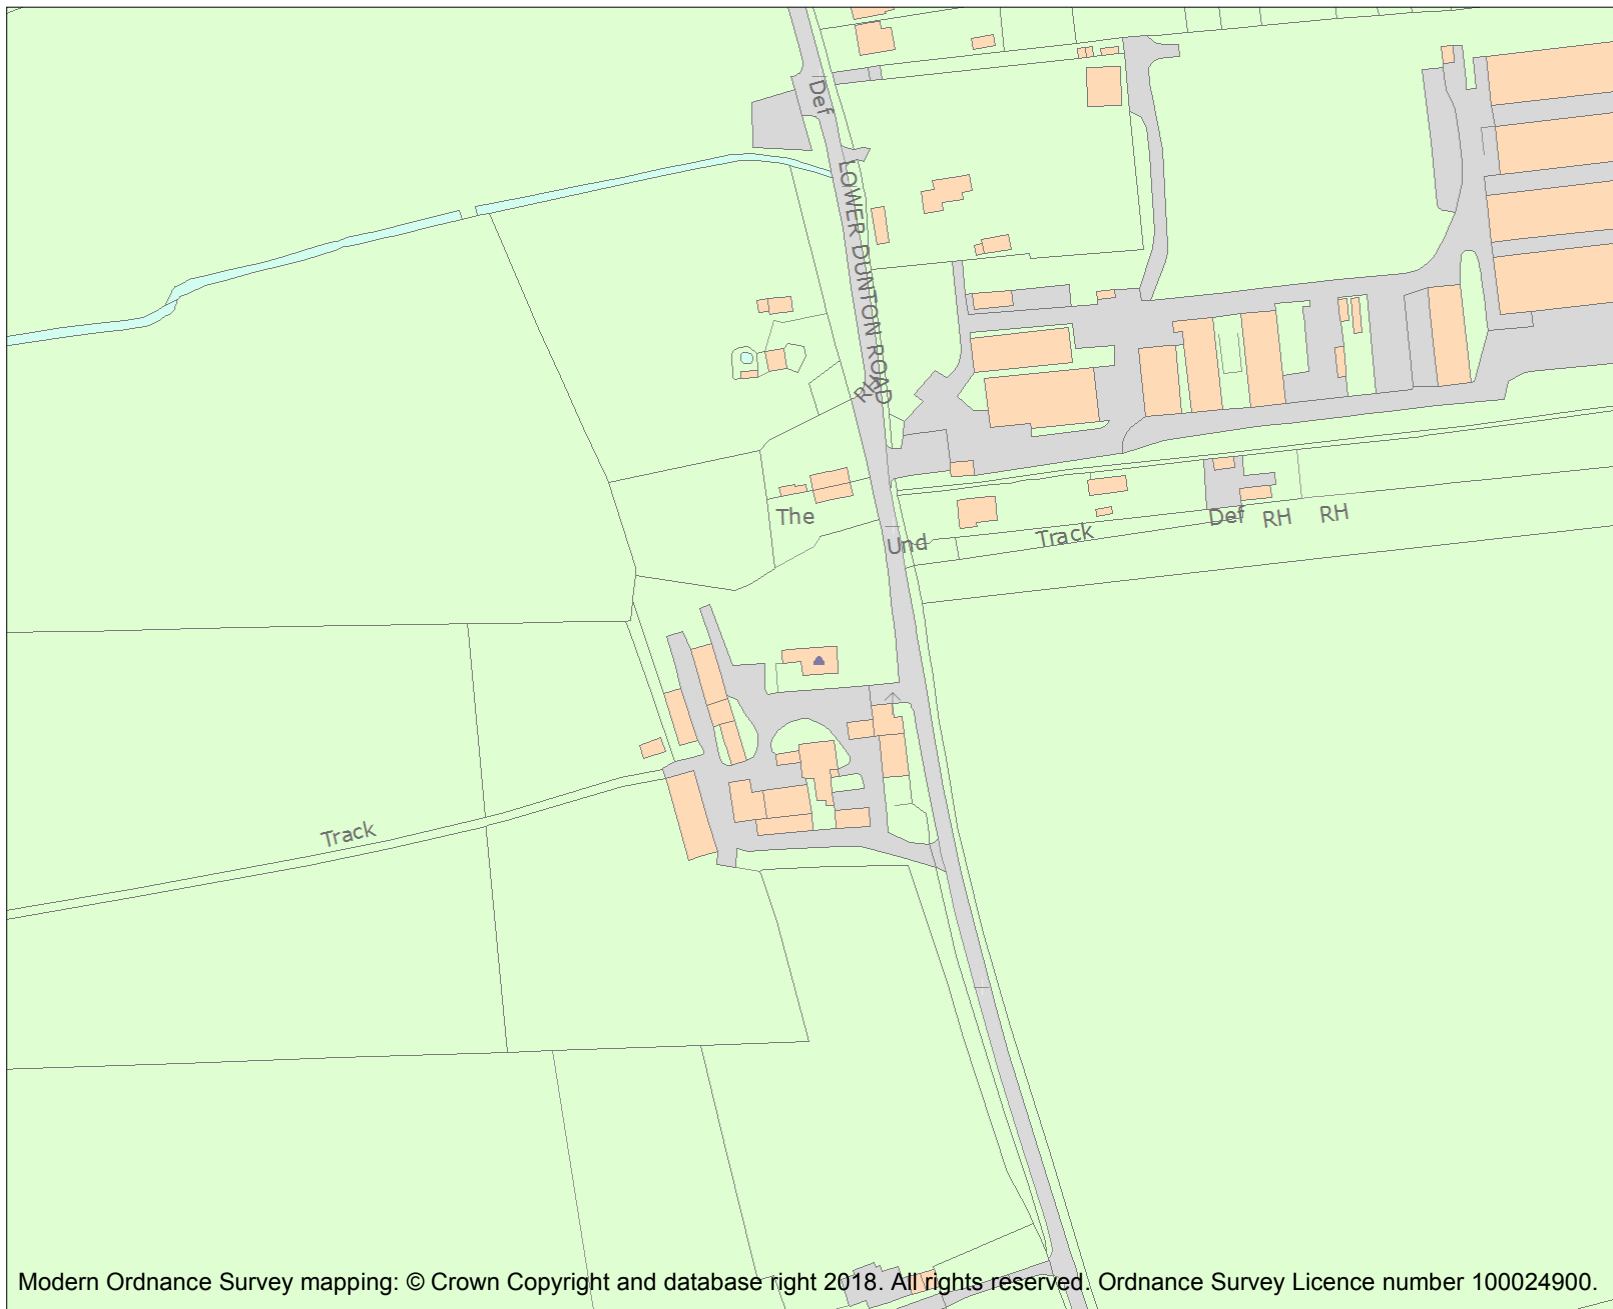 Def
LOWER DUNTON ROAD
RH
The
Und
Track
Def
RH
RH
Track
Modern Ordnance Survey mapping: © Crown Copyright and database right 2018. All rights reserved. Ordnance Survey Licence number 100024900.